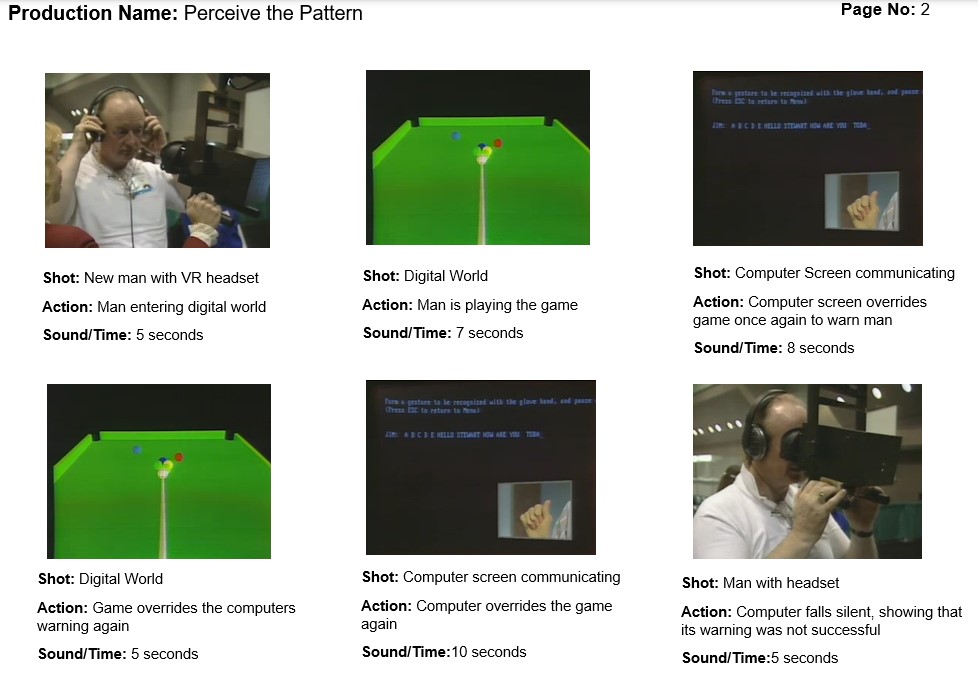 Production Name: Perceive the Pattern
Page No: 2
Form a gesture to be recognized with the glove hand, and pause
(Press ESC to return to Menu)
JIM: A B C D E HELLO STEWART HOW ARE YOU TODA_
Shot: New man with VR headset
Action: Man entering digital world
Sound/Time: 5 seconds
Shot: Digital World
Action: Man is playing the game
Sound/Time: 7 seconds
Shot: Computer Screen communicating
Action: Computer screen overrides
game once again to warn man
Sound/Time: 8 seconds
Form a gesture to be recognized with the glove hand, and pause
(Press ESC to return to Menu)
JIM: A B C D E HELLO STEWART HOW ARE YOU TODA_
Shot: Digital World
Action: Game overrides the computers
warning again
Sound/Time: 5 seconds
Shot: Computer screen communicating
Action: Computer overrides the game
again
Sound/Time:10 seconds
Shot: Man with headset
Action: Computer falls silent, showing that
its warning was not successful
Sound/Time:5 seconds